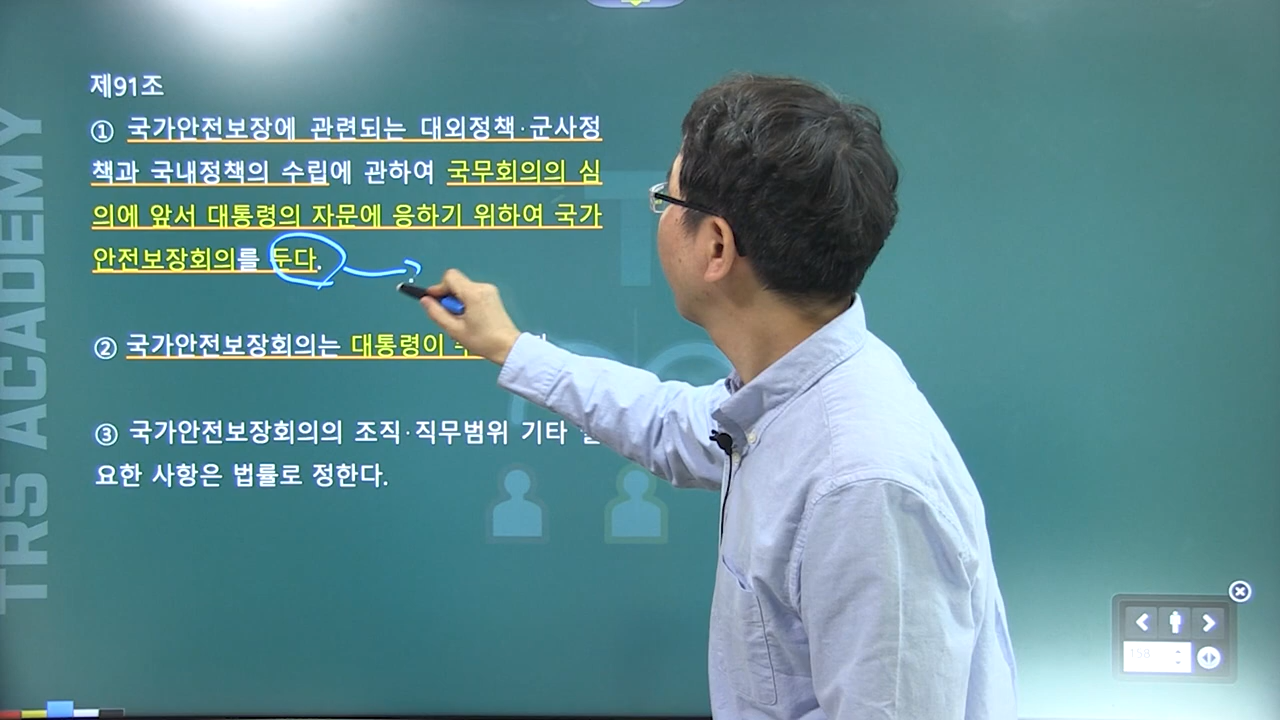 제91조
① 국가안전보장에 관련되는 대외정책·군사정
책과 국내정책의 수립에 관하여 국무회의의 심
의에 앞서 대통령의 자문에 응하기 위하여 국가
안전보장회의를 둔다.
② 국가안전보장회의는 대통령이
③ 국가안전보장회의의 조직·직무범위 기타
요한 사항은 법률로 정한다.
TRS ACADEMY
158